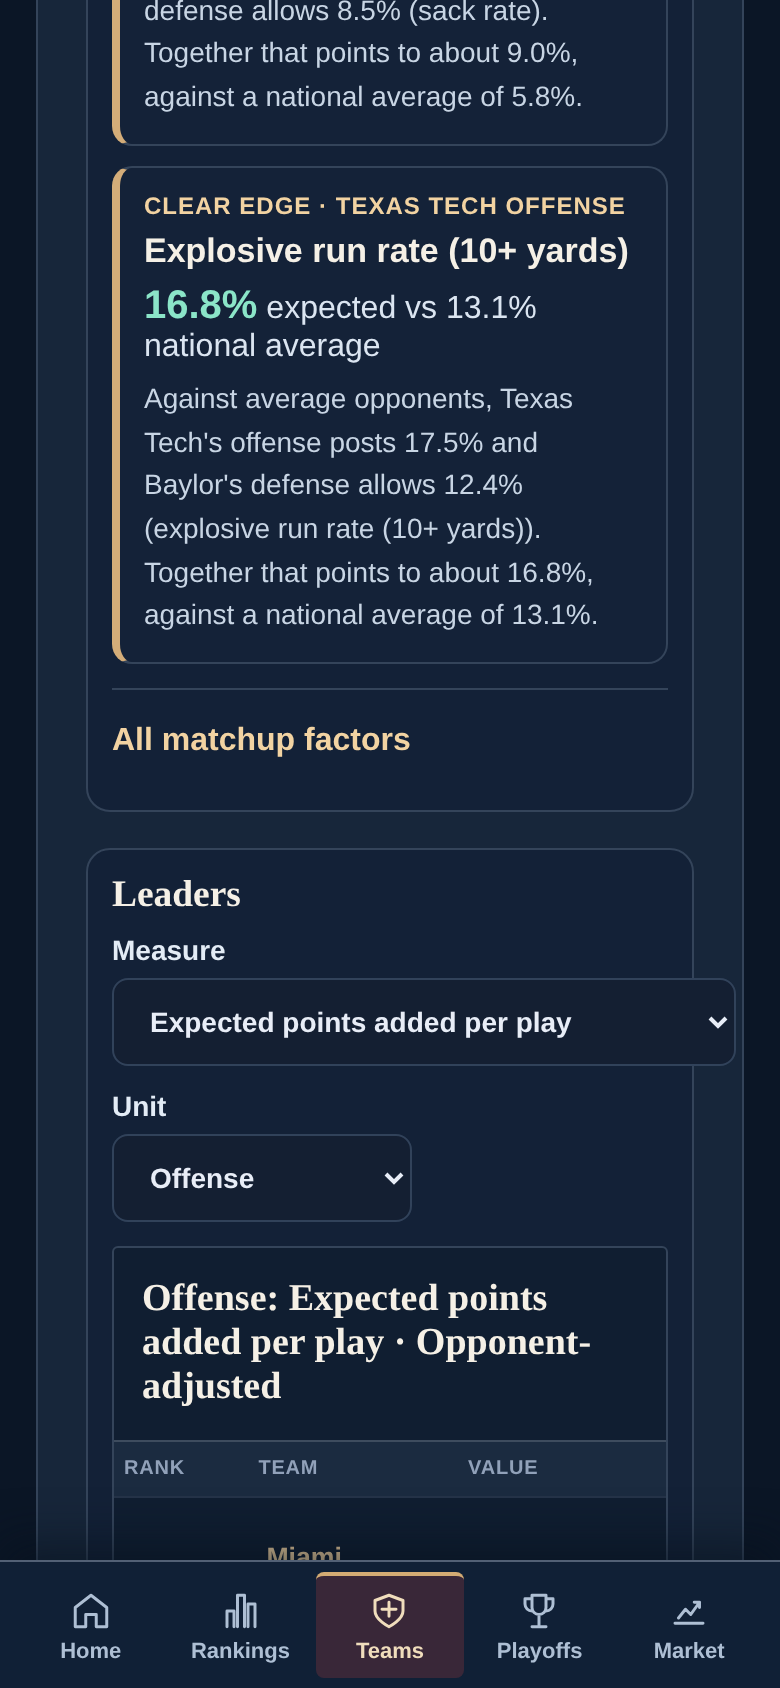 defense allows 8.5% (sack rate).
Together that points to about 9.0%,
against a national average of 5.8%.
CLEAR EDGE · TEXAS TECH OFFENSE
Explosive run rate (10+ yards)
16.8% expected vs 13.1%
national average
Against average opponents, Texas
Tech's offense posts 17.5% and
Baylor's defense allows 12.4%
(explosive run rate (10+ yards)).
Together that points to about 16.8%,
against a national average of 13.1%.
All matchup factors
Leaders
Measure
Expected points added per play
Unit
Offense
Offense: Expected points
added per play · Opponent-
adjusted
RANK TEAM VALUE
Miami
Home Rankings Teams Playoffs Market